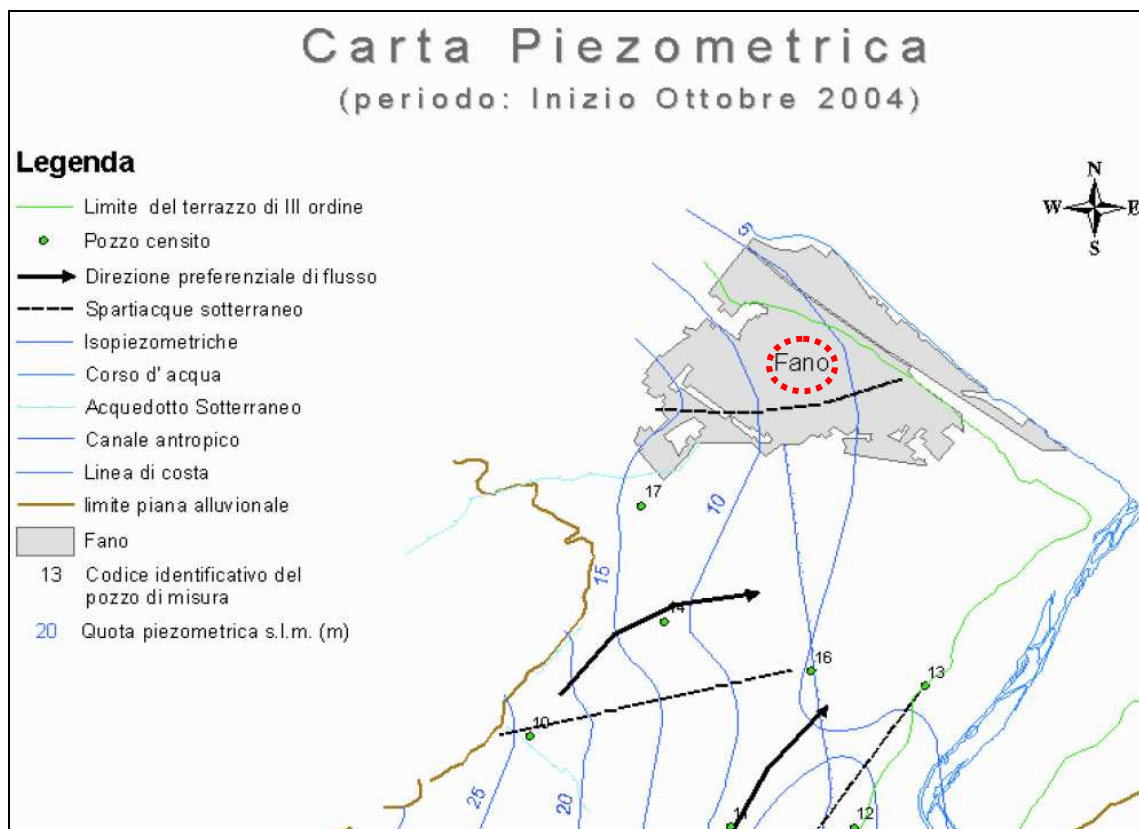 Carta Piezometrica
(periodo: Inizio Ottobre 2004)
Legenda
Limite del terrazzo di III ordine
Pozzo censito
Direzione preferenziale di flusso
Spartiacque sotterraneo
Isopiezometriche
Corso d' acqua
Acquedotto Sotterraneo
Canale antropico
Linea di costa
limite piana alluvionale
Fano
13 Codice identificativo del
pozzo di misura
20 Quota piezometrica s.l.m. (m)
N
W E
S
5
Fano
17
10
15
14
16
13
10
25
20
11
12